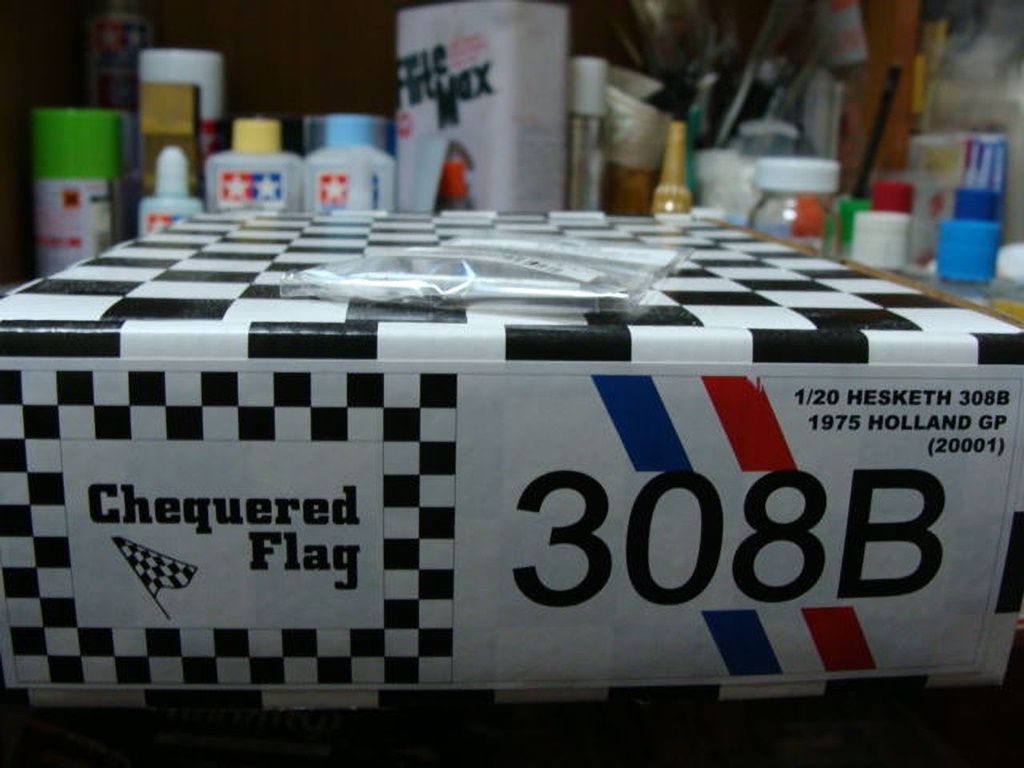 1/20 HESKETH 308B
1975 HOLLAND GP
(20001)
Chequered
Flag
308B